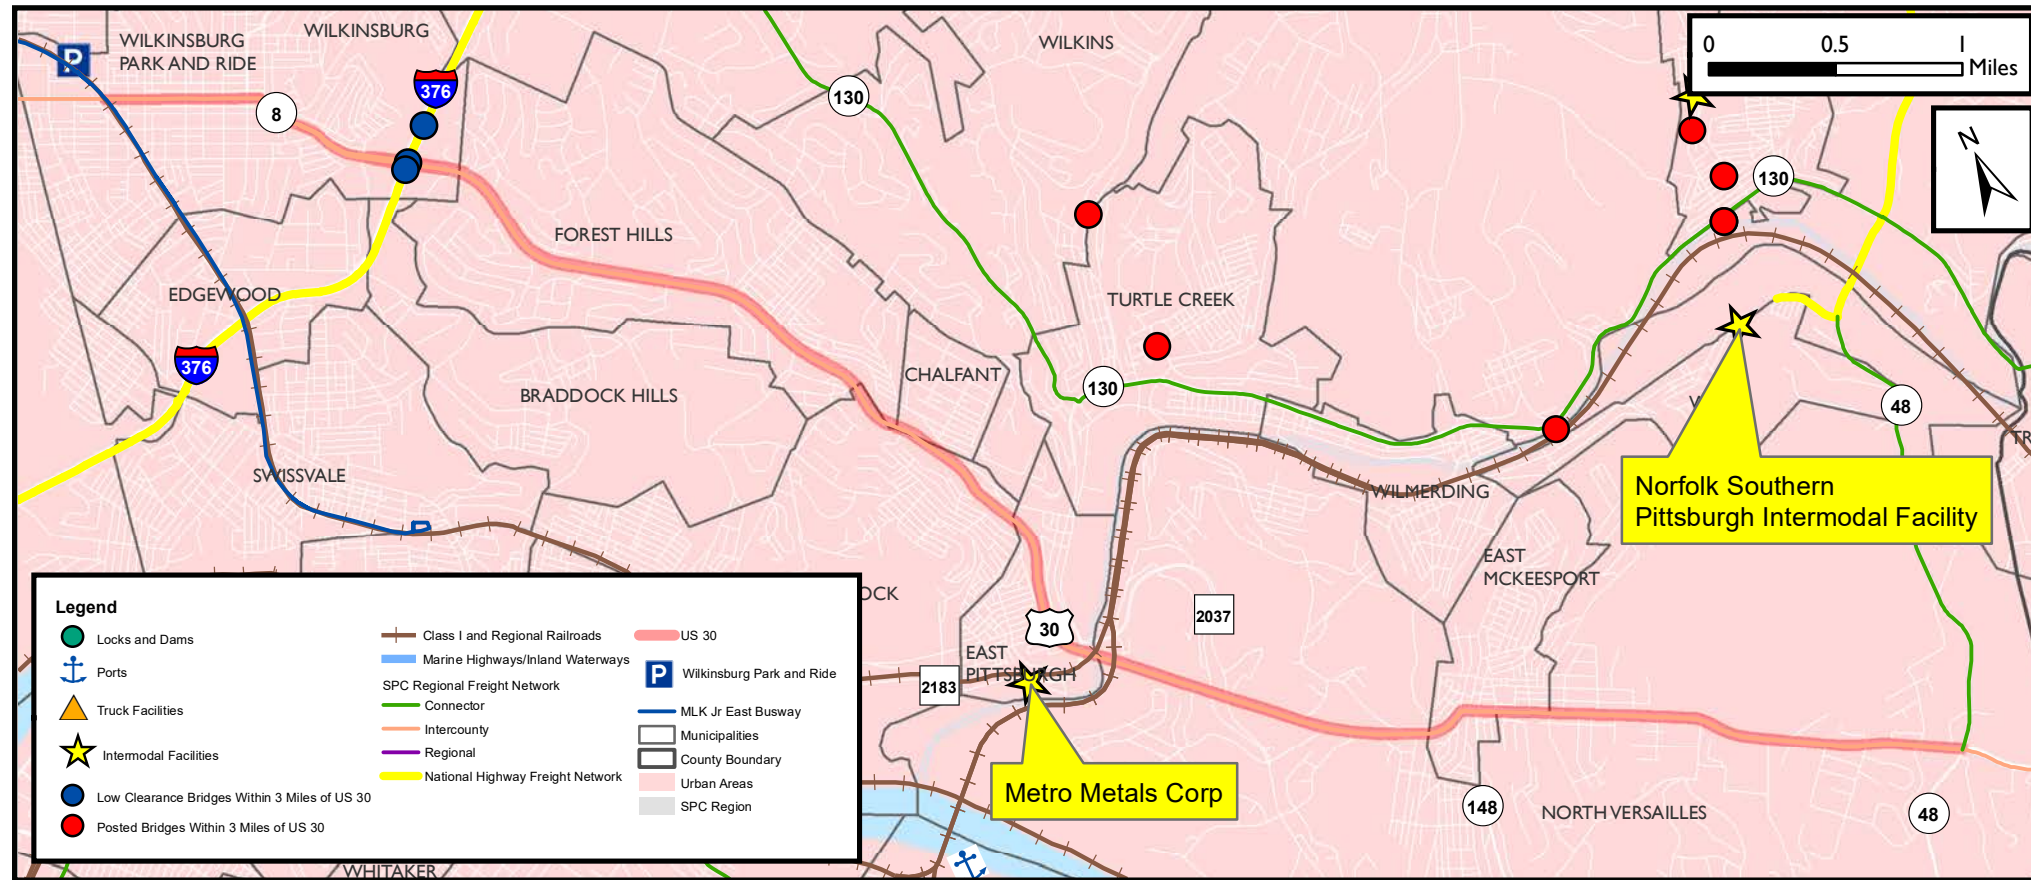 WILKINSBURG
PARK AND RIDE
P
WILKINSBURG
376
8
WILKINS
130
0 0.5 1
Miles
N
130
FOREST HILLS
EDGEWOOD
376
TURTLE CREEK
CHALFANT
130
BRADDOCK HILLS
48
SWISSVALE
WILMERDING
Norfolk Southern
Pittsburgh Intermodal Facility
EAST
MCKEESPORT
OCK
2037
30
EAST
PITTSBURGH
2183
Metro Metals Corp
148
NORTH VERSAILLES
48
WHITAKER
TR
Legend
Locks and Dams
Ports
Truck Facilities
Intermodal Facilities
Low Clearance Bridges Within 3 Miles of US 30
Posted Bridges Within 3 Miles of US 30
Class I and Regional Railroads
Marine Highways/Inland Waterways
SPC Regional Freight Network
Connector
Intercounty
Regional
National Highway Freight Network
US 30
P
Wilkinsburg Park and Ride
MLK Jr East Busway
Municipalities
County Boundary
Urban Areas
SPC Region